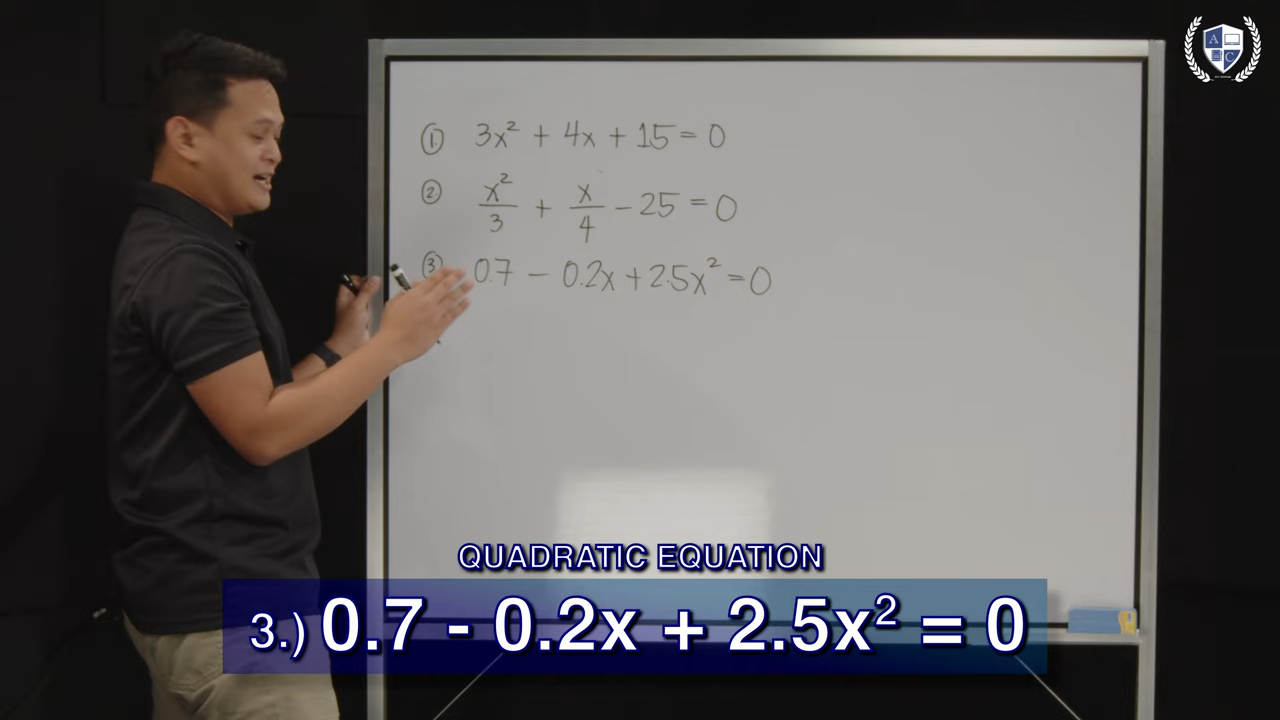 ① 3x² + 4x + 15 = 0
② x²/3 + x/4 - 25 = 0
③ 0.7 - 0.2x + 2.5x² = 0
QUADRATIC EQUATION
3.) 0.7 - 0.2x + 2.5x² = 0
A
C